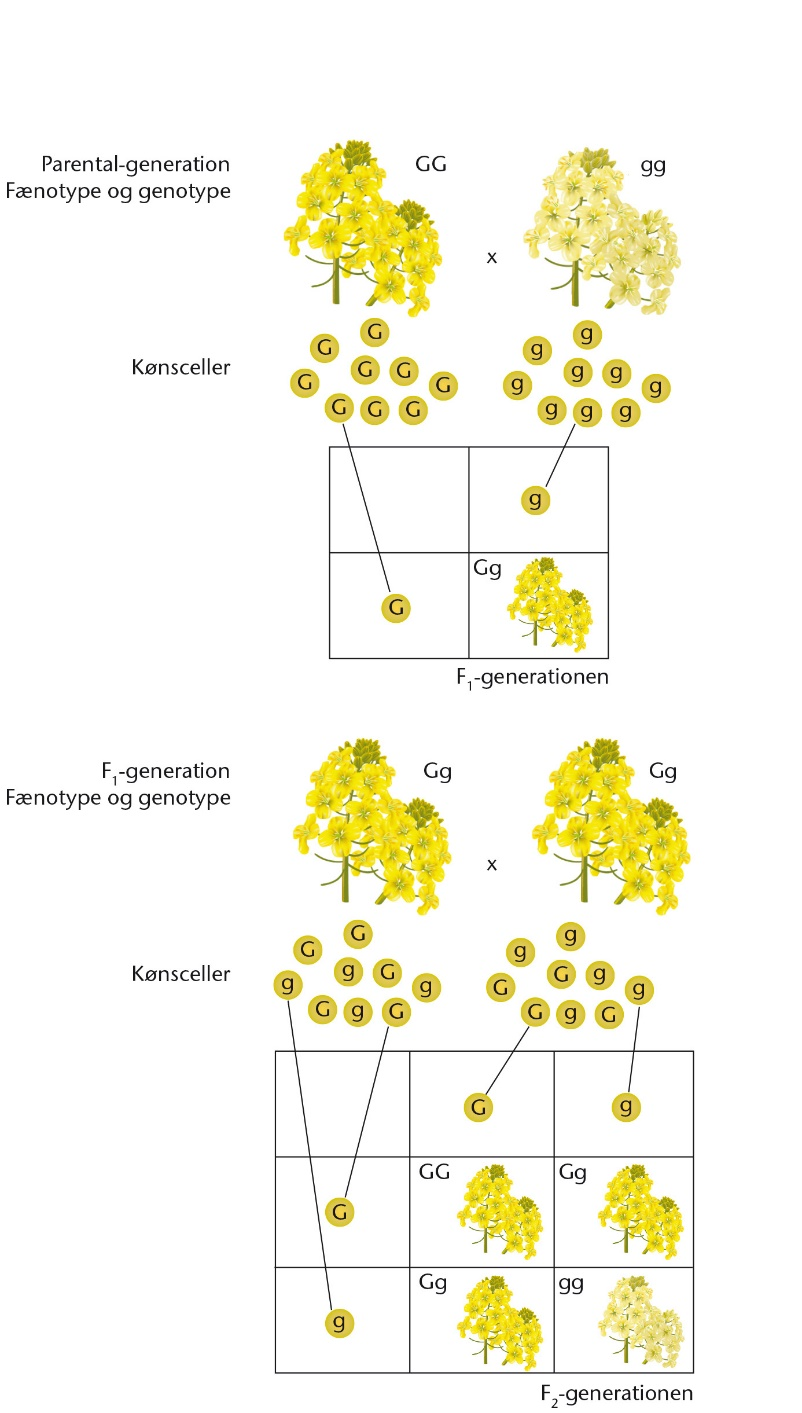 Parental-generation
Fænotype og genotype
GG
x
gg
Kønsceller
G G G G G G G G G G
g g g g g g g g g g
g
G
Gg
F₁-generationen
F₁-generation
Fænotype og genotype
Gg
x
Gg
Kønsceller
G G g g G g G g G
g g G G g g G g G
G
g
G
GG
Gg
g
Gg
gg
F₂-generationen